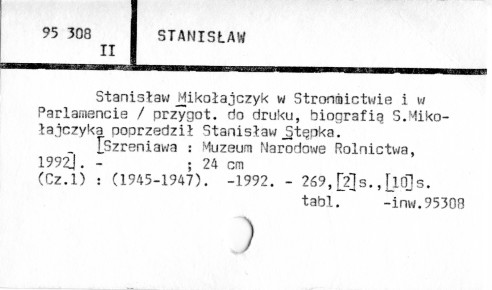 95 308
II
STANISŁAW
Stanisław Mikołajczyk w Stronnictwie i w
Parlamencie / przygot. do druku, biografią S.Miko-
łajczyka poprzedził Stanisław Stępka.
[Szreniawa : Muzeum Narodowe Rolnictwa,
1992]. - ; 24 cm
(Cz.1) : (1945-1947). -1992. - 269,[2]s.,[10]s.
tabl. -inw.95308